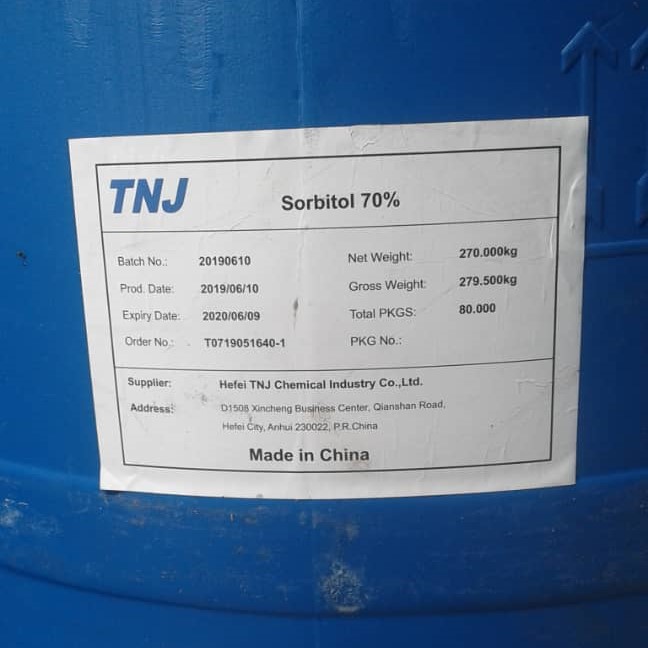 TNJ
Sorbitol 70%
Batch No.: 20190610 Net Weight: 270.000kg
Prod. Date: 2019/06/10 Gross Weight: 279.500kg
Expiry Date: 2020/06/09 Total PKGS: 80.000
Order No.: T0719051640-1 PKG No.:
Supplier: Hefei TNJ Chemical Industry Co.,Ltd.
Address: D1508 Xincheng Business Center, Qianshan Road,
Hefei City, Anhui 230022, P.R.China
Made in China